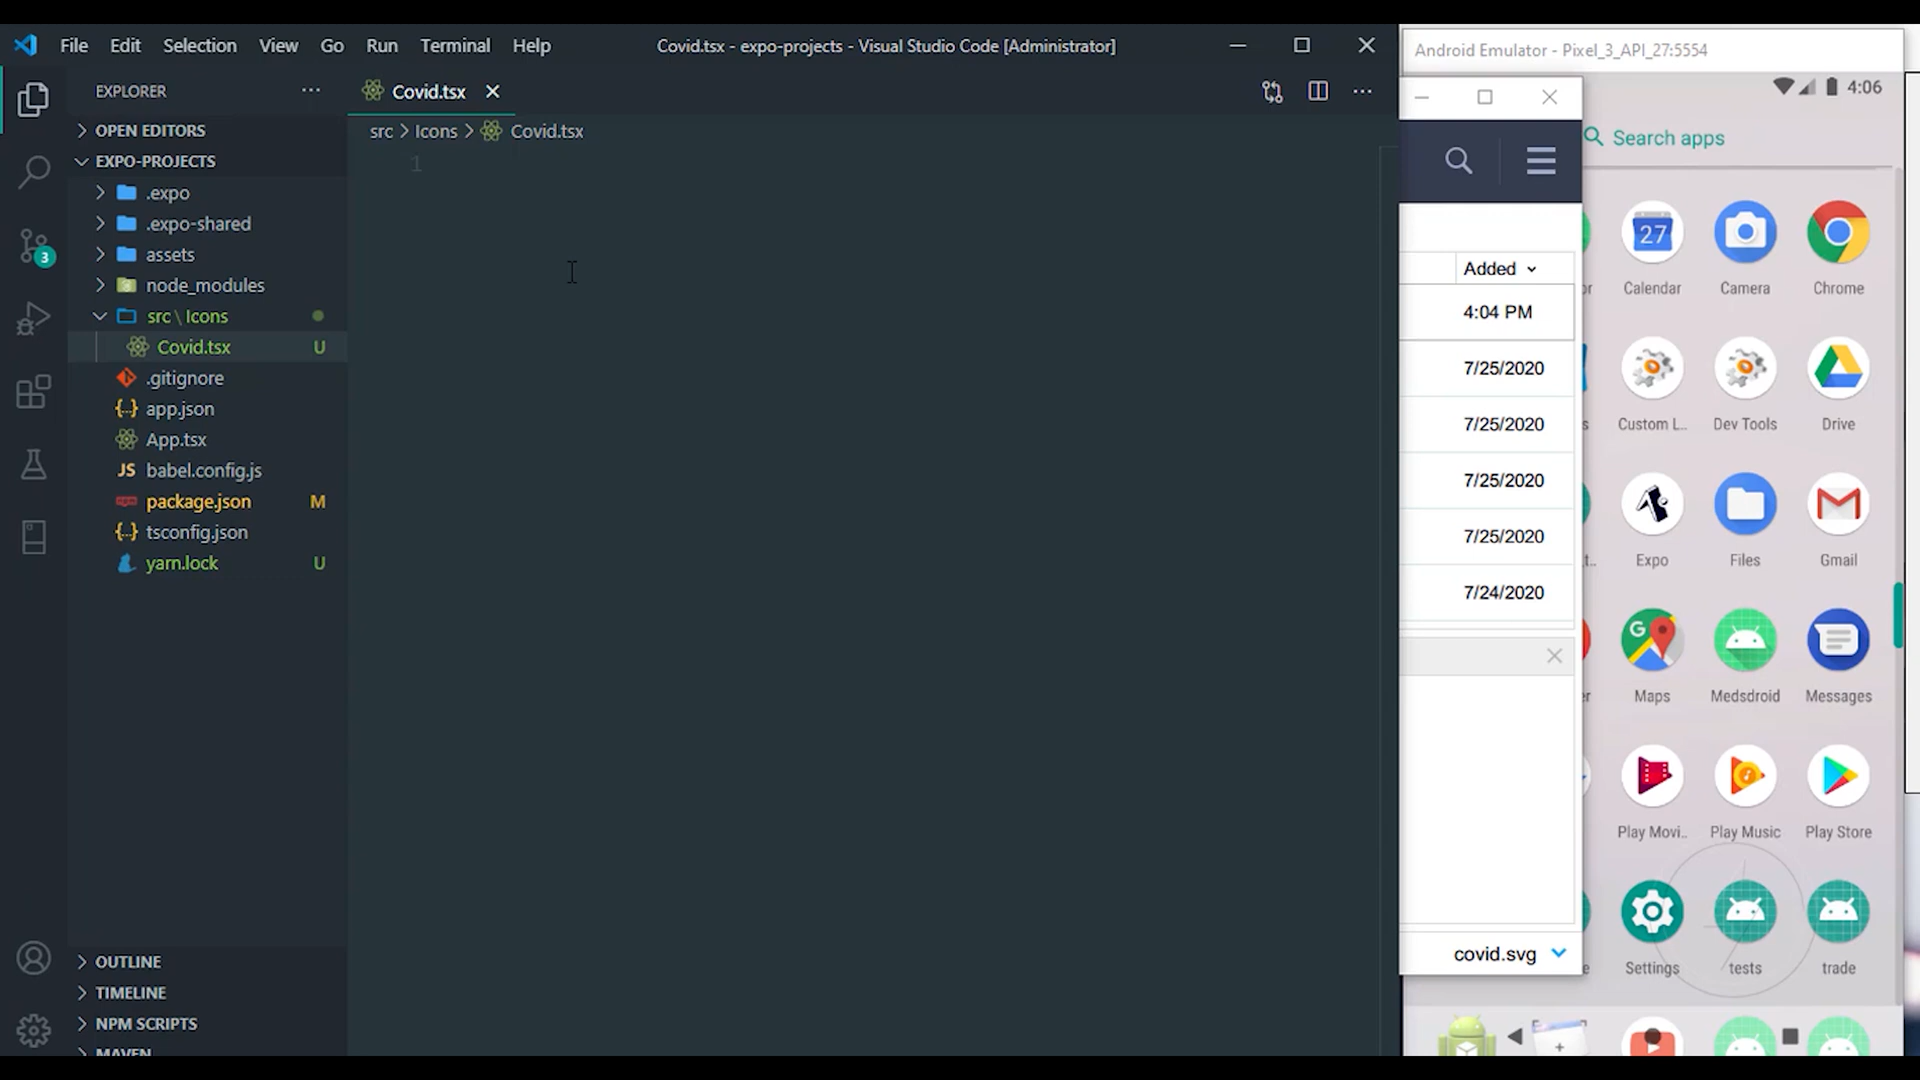 File Edit Selection View Go Run Terminal Help
Covid.tsx - expo-projects - Visual Studio Code [Administrator]
EXPLORER
OPEN EDITORS
EXPO-PROJECTS
.expo
.expo-shared
assets
node_modules
src \ Icons
Covid.tsx U
.gitignore
app.json
App.tsx
JS babel.config.js
package.json M
tsconfig.json
yarn.lock U
3
OUTLINE
TIMELINE
NPM SCRIPTS
MAVEN
Covid.tsx
src > Icons > Covid.tsx
1
Added
4:04 PM
7/25/2020
7/25/2020
7/25/2020
7/25/2020
7/24/2020
covid.svg
Android Emulator - Pixel_3_API_27:5554
4:06
Search apps
27
Calendar Camera Chrome
Custom L.. Dev Tools Drive
Expo Files Gmail
G
Maps Medsdroid Messages
Play Movi.. Play Music Play Store
Settings tests trade